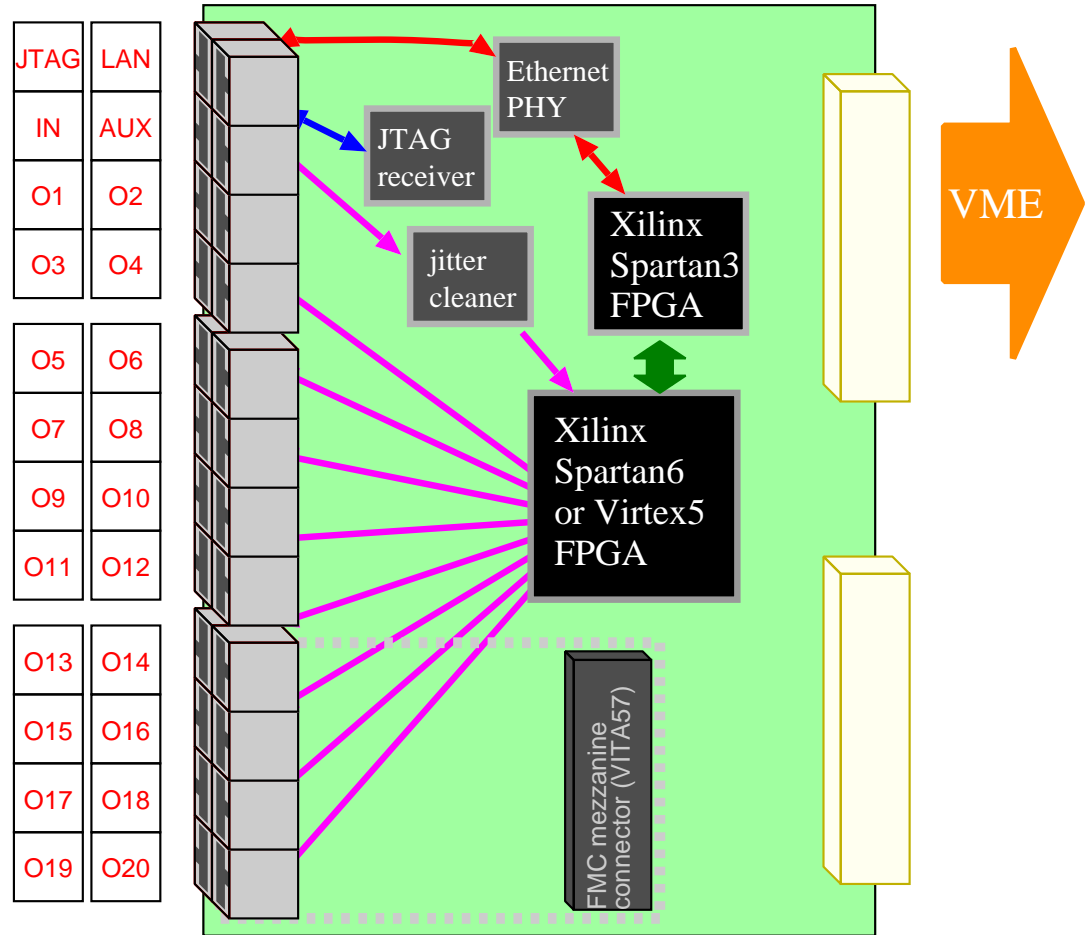 JTAG LAN
IN AUX
O1 O2
O3 O4
O5 O6
O7 O8
O9 O10
O11 O12
O13 O14
O15 O16
O17 O18
O19 O20
Ethernet
PHY
JTAG
receiver
jitter
cleaner
Xilinx
Spartan3
FPGA
Xilinx
Spartan6
or Virtex5
FPGA
FMC mezzanine
connector (VITA57)
VME